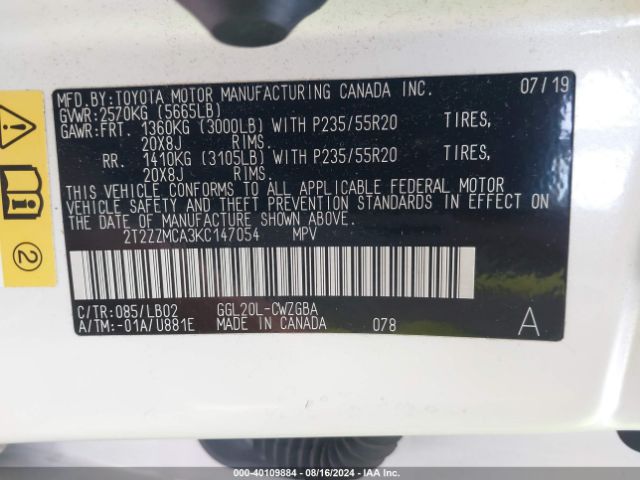 MFD.BY:TOYOTA MOTOR MANUFACTURING CANADA INC. 07/19
GVWR:2570KG (5665LB)
GAWR:FRT. 1360KG (3000LB) WITH P235/55R20 TIRES,
20X8J RIMS.
RR. 1410KG (3105LB) WITH P235/55R20 TIRES,
20X8J RIMS.
THIS VEHICLE CONFORMS TO ALL APPLICABLE FEDERAL MOTOR
VEHICLE SAFETY AND THEFT PREVENTION STANDARDS IN EFFECT ON
THE DATE OF MANUFACTURE SHOWN ABOVE.
2T2ZZMCA3KC147054 MPV
C/TR:085/LB02 GGL20L-CWZGBA
A/TM:-01A/U881E MADE IN CANADA 078 A
2
000-40109884 - 08/16/2024 - IAA Inc.